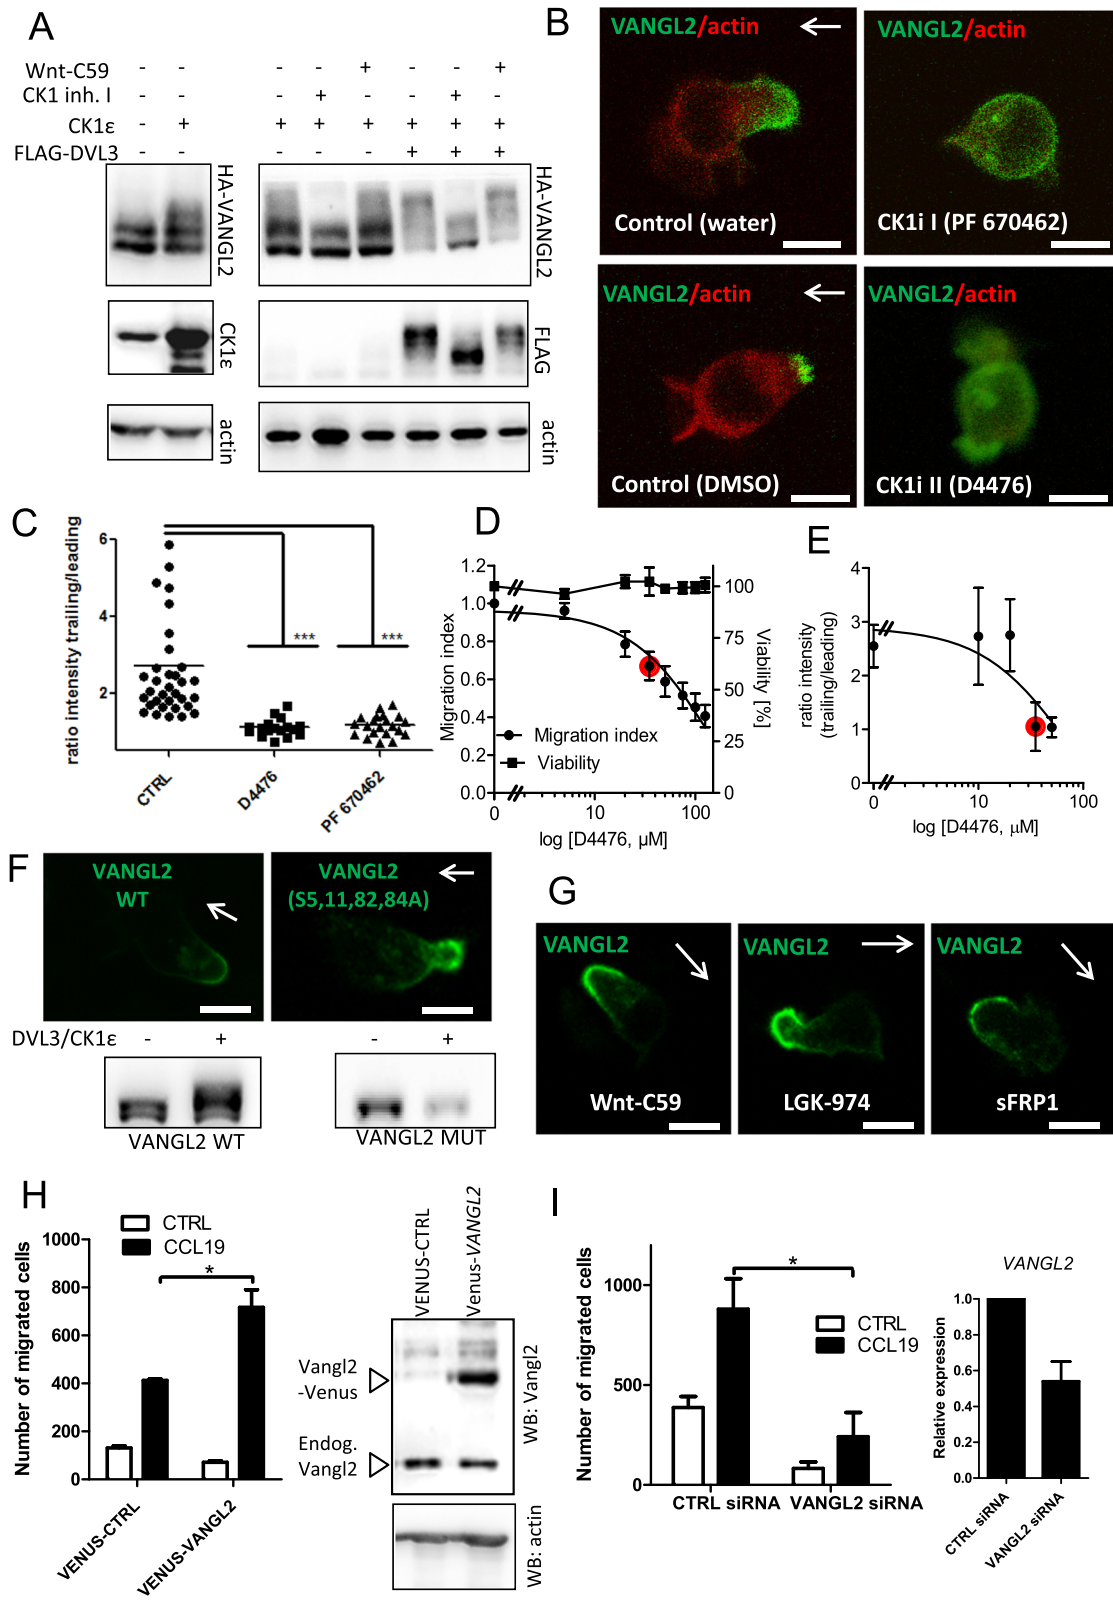 A
Wnt-C59 - - - - + - - +
CK1 inh. I - - - + - - + -
CK1ε - + + + + + + +
FLAG-DVL3 - - - - - + + +
HA-VANGL2
HA-VANGL2
CK1ε
FLAG
actin
actin
B
VANGL2/actin
Control (water)
VANGL2/actin
CK1i I (PF 670462)
VANGL2/actin
Control (DMSO)
VANGL2/actin
CK1i II (D4476)
C
ratio intensity trailing/leading
6
4
2
***
***
CTRL
D4476
PF 670462
D
Migration index
1.2
1.0
0.8
0.6
0.4
0.2
0.0
Migration index
Viability
100
75
50
25
0
Viability [%]
0 10 100
log [D4476, µM]
E
ratio intensity
(trailing/leading)
4
3
2
1
0
0 10 100
log [D4476, µM]
F
VANGL2
WT
VANGL2
(S5,11,82,84A)
DVL3/CK1ε - + - +
VANGL2 WT
VANGL2 MUT
G
VANGL2
Wnt-C59
VANGL2
LGK-974
VANGL2
sFRP1
H
CTRL
CCL19
Number of migrated cells
1000
800
600
400
200
0
*
VENUS-CTRL
VENUS-VANGL2
VENUS-CTRL
Venus-VANGL2
Vangl2
-Venus
Endog.
Vangl2
WB: Vangl2
WB: actin
I
Number of migrated cells
1000
500
0
*
CTRL
CCL19
CTRL siRNA
VANGL2 siRNA
VANGL2
Relative expression
1.0
0.8
0.6
0.4
0.2
0.0
CTRL siRNA
VANGL2 siRNA